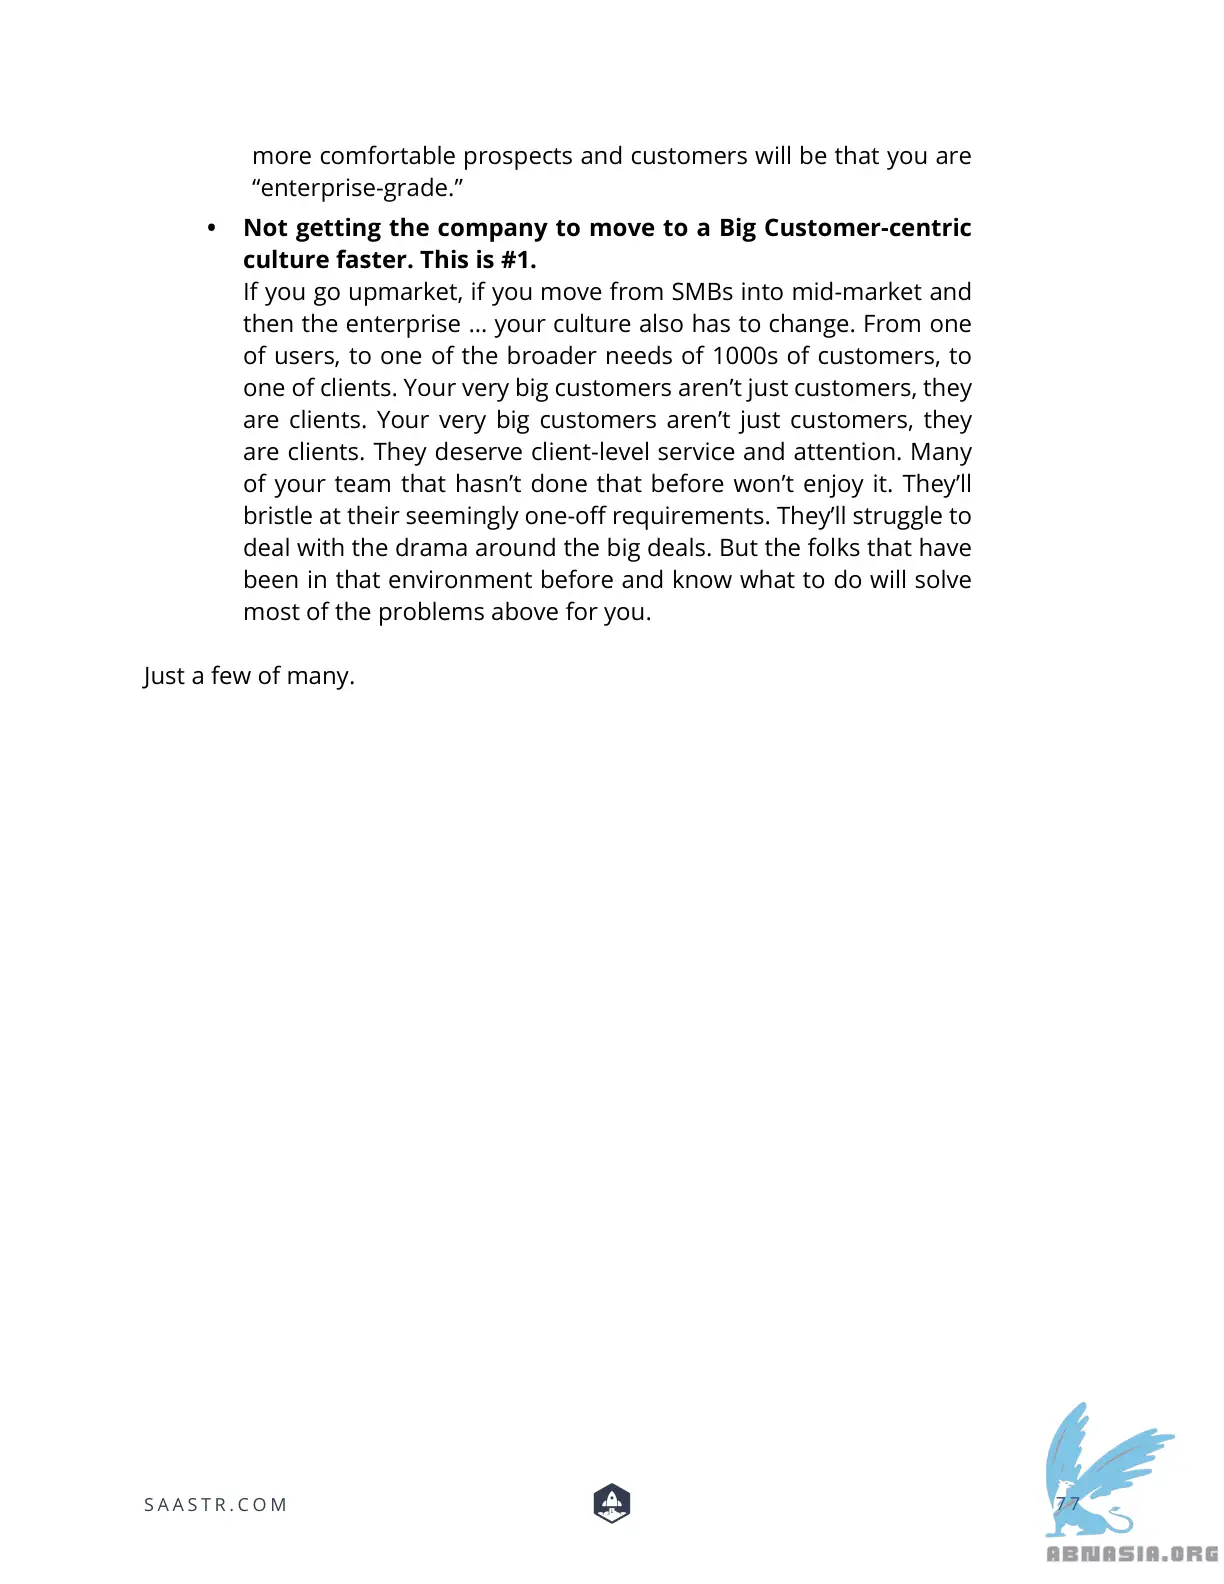 more comfortable prospects and customers will be that you are
“enterprise-grade.”
• Not getting the company to move to a Big Customer-centric
culture faster. This is #1.
If you go upmarket, if you move from SMBs into mid-market and
then the enterprise ... your culture also has to change. From one
of users, to one of the broader needs of 1000s of customers, to
one of clients. Your very big customers aren’t just customers, they
are clients. Your very big customers aren’t just customers, they
are clients. They deserve client-level service and attention. Many
of your team that hasn’t done that before won’t enjoy it. They’ll
bristle at their seemingly one-off requirements. They’ll struggle to
deal with the drama around the big deals. But the folks that have
been in that environment before and know what to do will solve
most of the problems above for you.
Just a few of many.
SAASTR.COM
77
ABNASIA.ORG